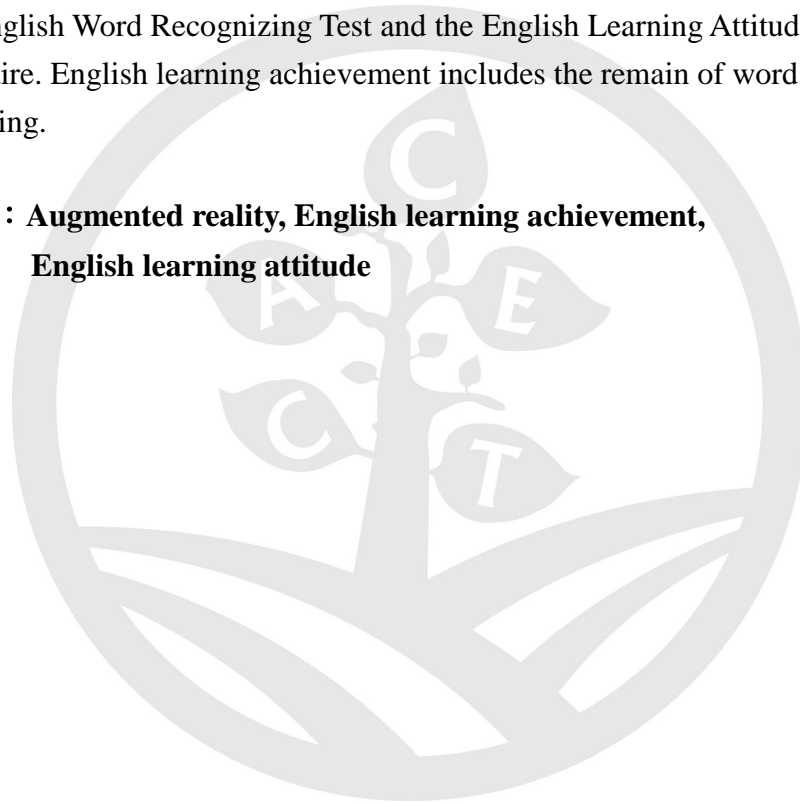 nglish Word Recognizing Test and the English Learning Attitud
ire. English learning achievement includes the remain of word
ing.
：Augmented reality, English learning achievement,
English learning attitude
C
A E
C T